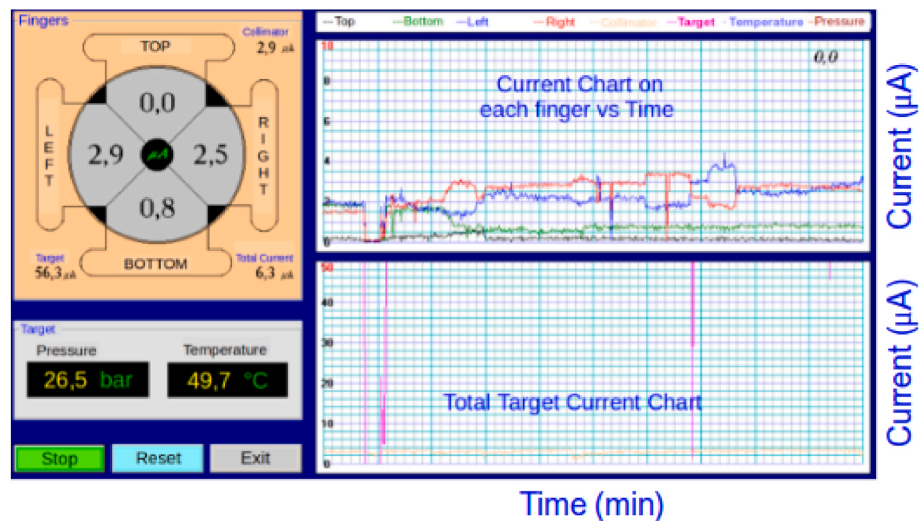 Fingers
Collimator
2,9 µA
TOP
0,0
LEFT
2,9
µA
2,5
RIGHT
0,8
BOTTOM
Target
56,3 µA
Total Current
6,3 µA
Target
Pressure
Temperature
26,5 bar
49,7 °C
Stop
Reset
Exit
---Top ---Bottom ---Left ---Right ---Collimator ---Target -Temperature --Pressure
10
8
6
4
2
0
0,0
Current Chart on
each finger vs Time
Current (µA)
50
40
30
20
10
0
Total Target Current Chart
Current (µA)
Time (min)